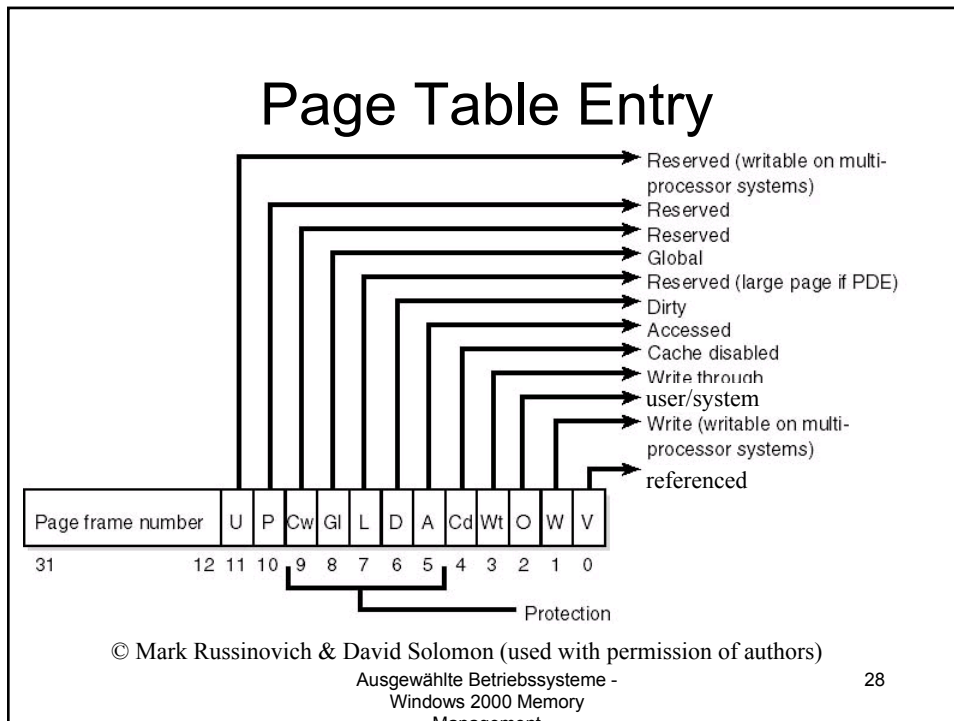 Page Table Entry
Reserved (writable on multi-
processor systems)
Reserved
Reserved
Global
Reserved (large page if PDE)
Dirty
Accessed
Cache disabled
Write through
user/system
Write (writable on multi-
processor systems)
referenced
Page frame number U P Cw Gl L D A Cd Wt O W V
31 12 11 10 9 8 7 6 5 4 3 2 1 0
Protection
© Mark Russinovich & David Solomon (used with permission of authors)
Ausgewählte Betriebssysteme - 28
Windows 2000 Memory
Management